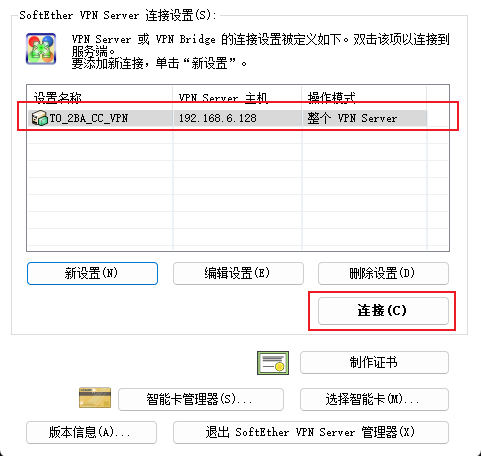 SoftEther VPN Server 连接设置(S):
VPN Server 或 VPN Bridge 的连接设置被定义如下。双击该项以连接到
服务端。
要添加新连接，单击“新设置”。
设置名称 VPN Server 主机 操作模式
TO_2BA_CC_VPN 192.168.6.128 整个 VPN Server
新设置(N) 编辑设置(E) 删除设置(D)
连接(C)
制作证书
智能卡管理器(S)... 选择智能卡(M)...
版本信息(A)... 退出 SoftEther VPN Server 管理器(X)